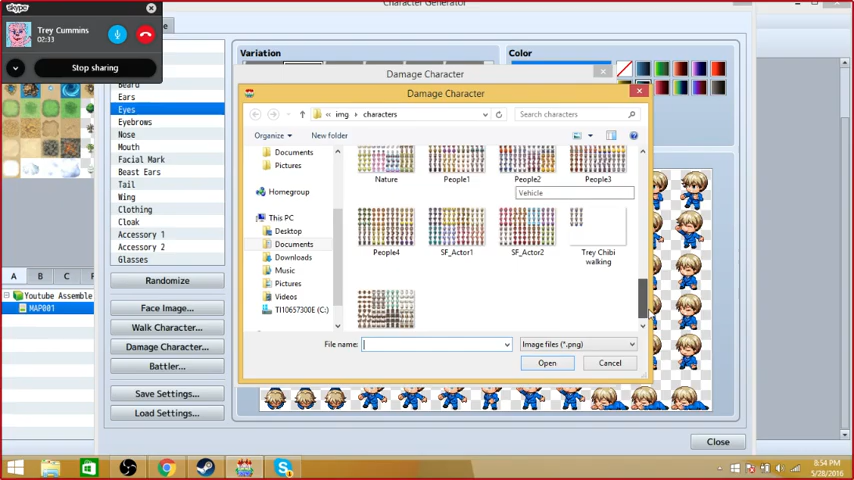 skype
Character Generator
Trey Cummins
02:33
Stop sharing
Variation
Color
Beard
Ears
Eyes
Eyebrows
Nose
Mouth
Facial Mark
Beast Ears
Tail
Wing
Clothing
Cloak
Accessory 1
Accessory 2
Glasses
Randomize
Face Image...
Walk Character...
Damage Character...
Battler...
Save Settings...
Load Settings...
Damage Character
Damage Character
« img
characters
Search characters
Organize
New folder
Documents
Pictures
Homegroup
This PC
Desktop
Documents
Downloads
Music
Pictures
Videos
TI10657300E (C:)
Nature
People1
People2
People3
Vehicle
People4
SF_Actor1
SF_Actor2
Trey Chibi
walking
File name:
Image files (*.png)
Open
Cancel
Close
A
B
C
Youtube Assemble
MAP001
8:54 PM
5/28/2016